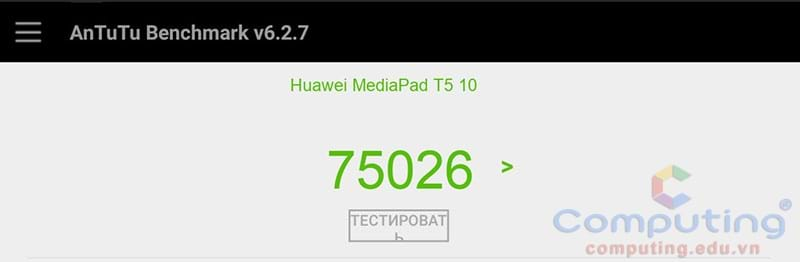 AnTuTu Benchmark v6.2.7
Huawei MediaPad T5 10
75026 >
ТЕСТИРОВАТ
Ь
Computing®
computing.edu.vn